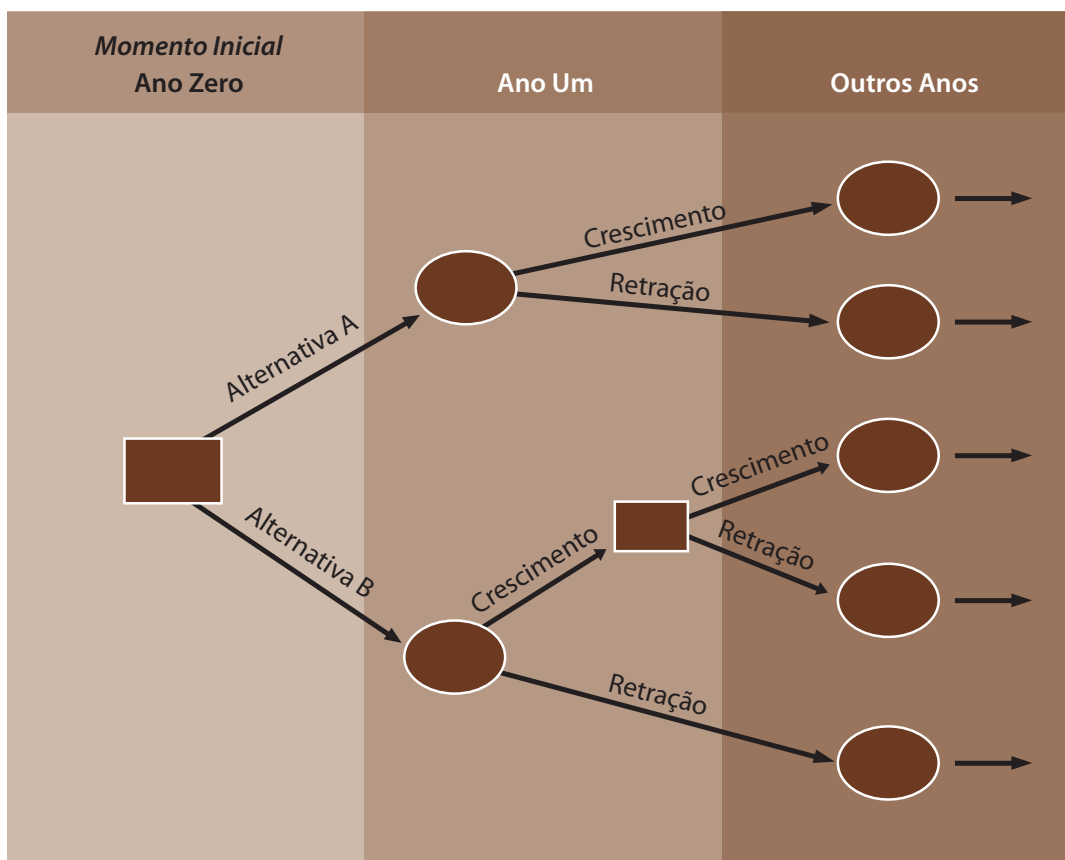 Momento Inicial
Ano Zero
Ano Um
Outros Anos
Crescimento
Retração
Alternativa A
Crescimento
Retração
Alternativa B
Crescimento
Retração